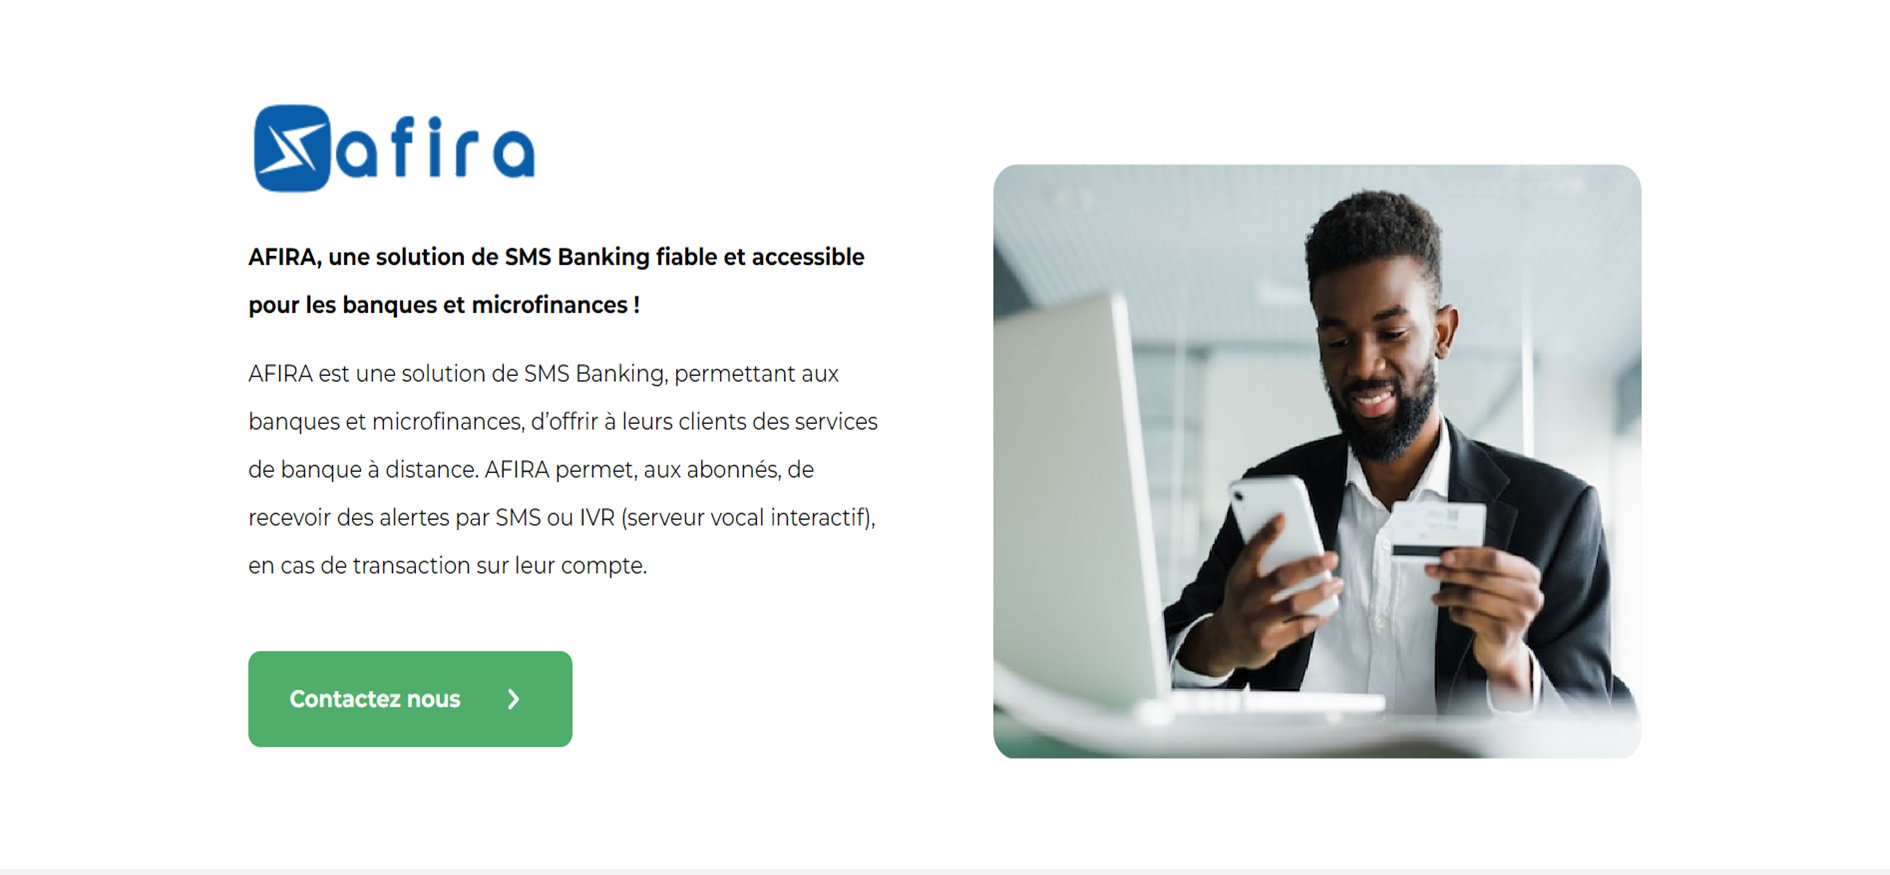 afira
AFIRA, une solution de SMS Banking fiable et accessible
pour les banques et microfinances !
AFIRA est une solution de SMS Banking, permettant aux
banques et microfinances, d’offrir à leurs clients des services
de banque à distance. AFIRA permet, aux abonnés, de
recevoir des alertes par SMS ou IVR (serveur vocal interactif),
en cas de transaction sur leur compte.
Contactez nous